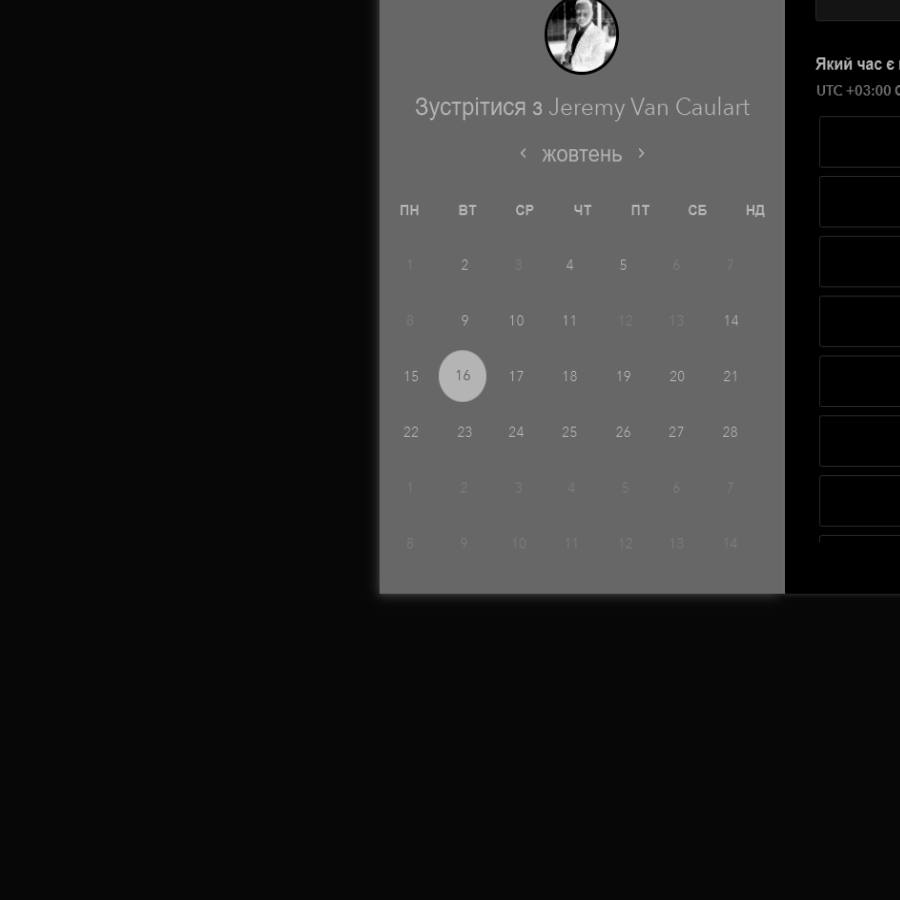 Зустрітися з Jeremy Van Caulart
‹ жовтень ›
ПН ВТ СР ЧТ ПТ СБ НД
1 2 3 4 5 6 7
8 9 10 11 12 13 14
15 16 17 18 19 20 21
22 23 24 25 26 27 28
1 2 3 4 5 6 7
8 9 10 11 12 13 14
Який час є
UTC +03:00